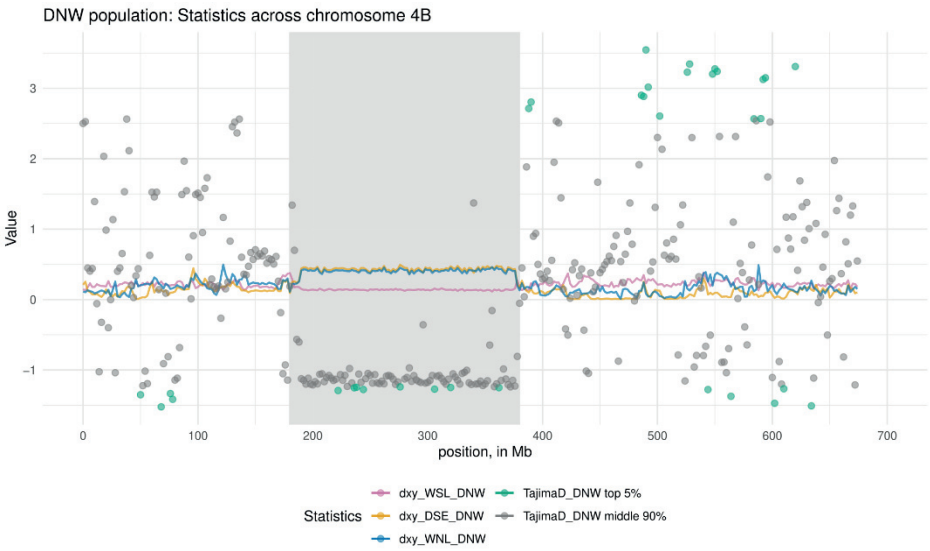 DNW population: Statistics across chromosome 4B
Value
3
2
1
0
−1
0 100 200 300 400 500 600 700
position, in Mb
Statistics
dxy_WSL_DNW TajimaD_DNW top 5%
dxy_DSE_DNW TajimaD_DNW middle 90%
dxy_WNL_DNW